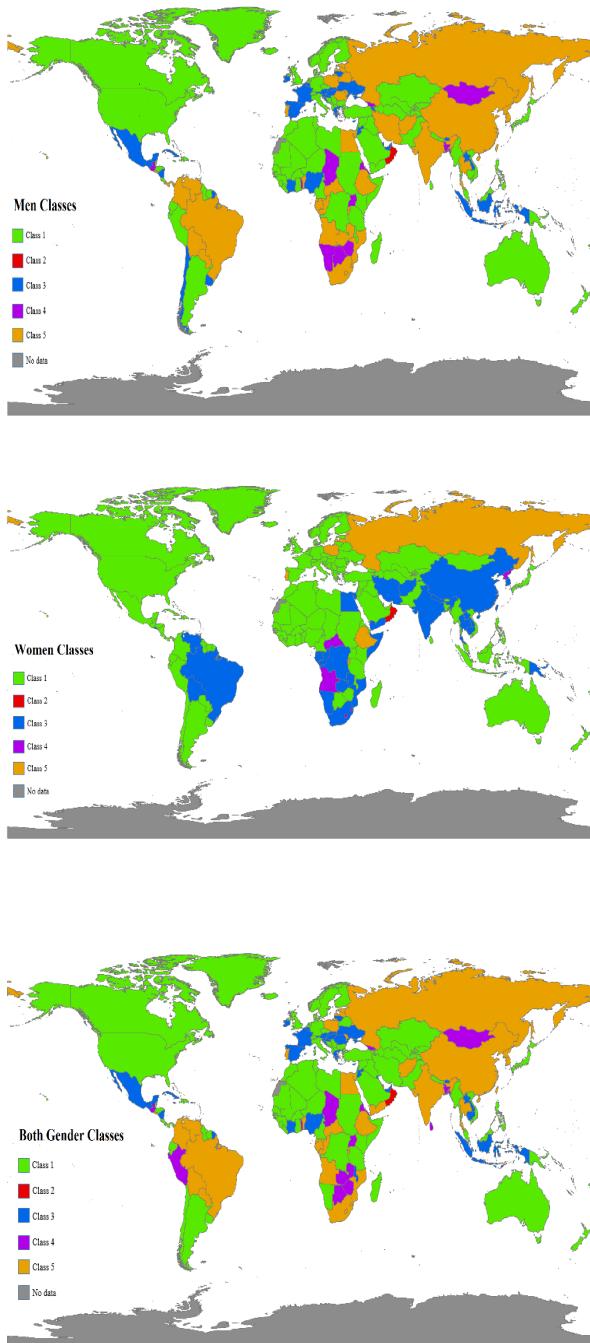 Men Classes
Class 1
Class 2
Class 3
Class 4
Class 5
No data
Women Classes
Class 1
Class 2
Class 3
Class 4
Class 5
No data
Both Gender Classes
Class 1
Class 2
Class 3
Class 4
Class 5
No data